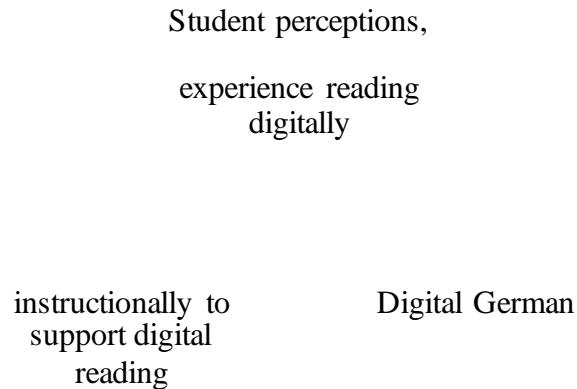 Student perceptions,
experience reading
digitally
instructionally to
support digital
reading
Digital German